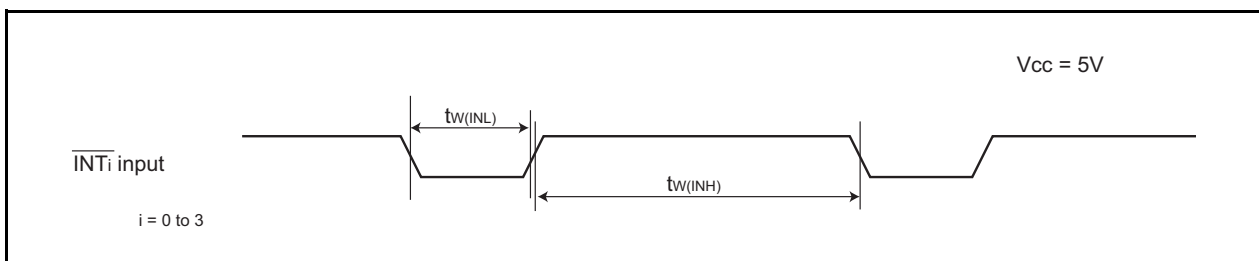 Vcc = 5V
tW(INL)
INTi input
tW(INH)
i = 0 to 3